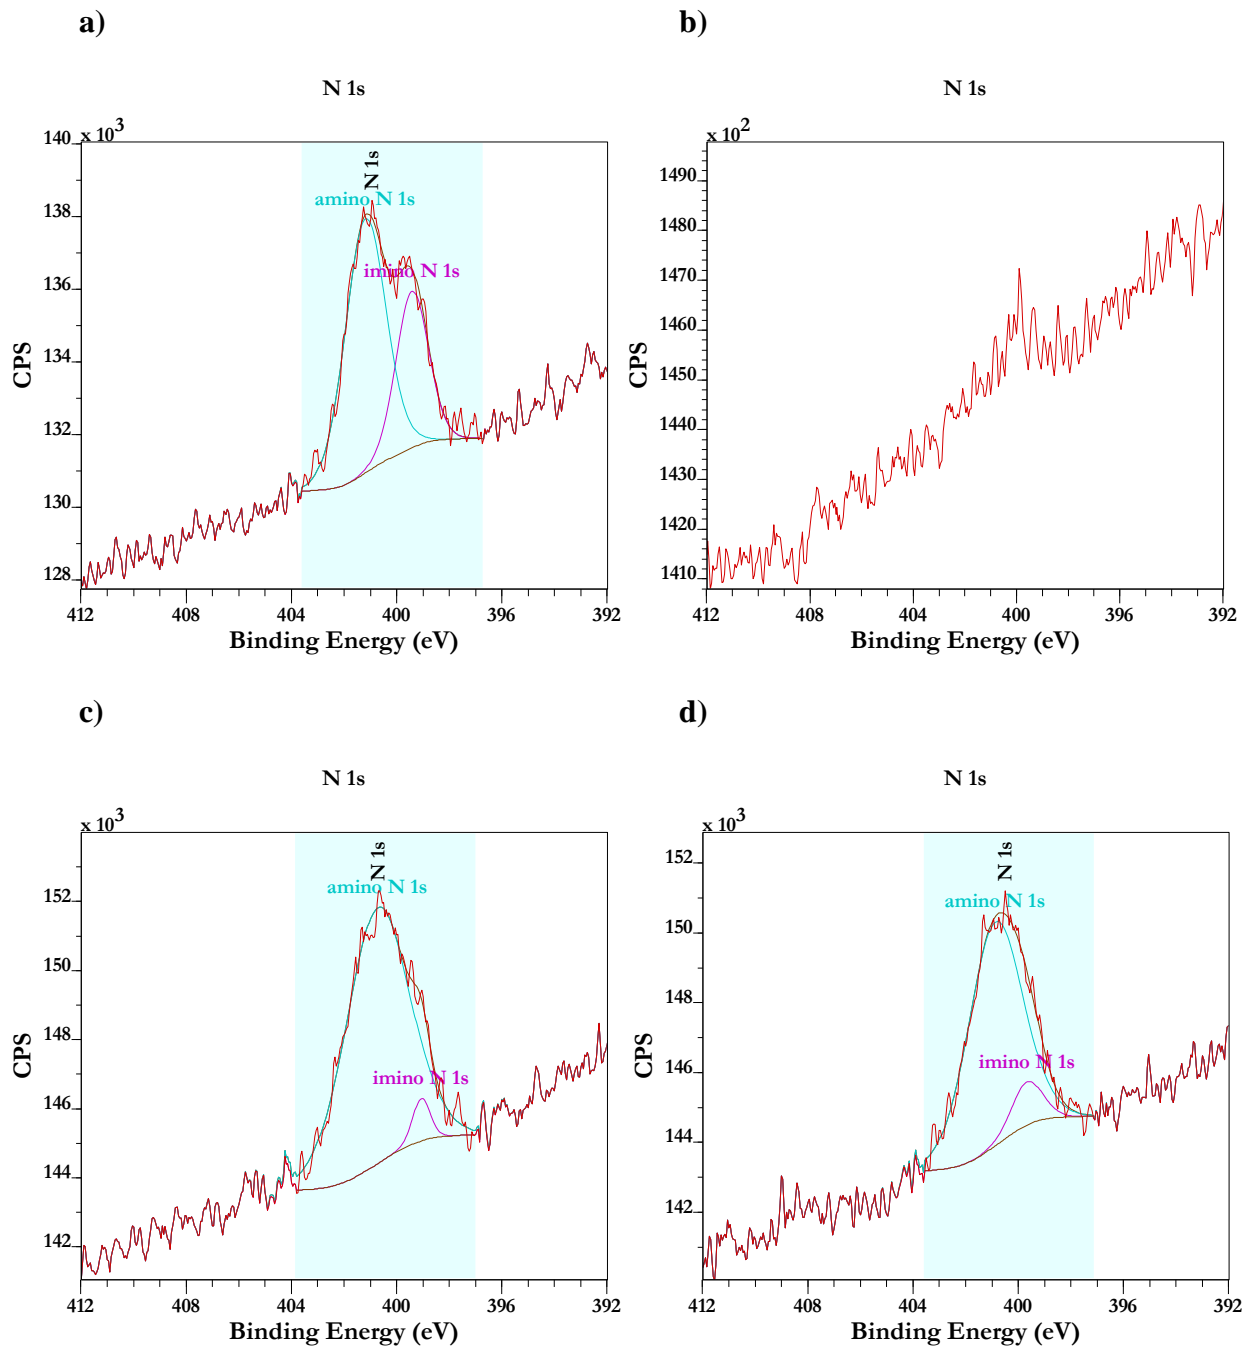 a)
N 1s
x 10^3
140
138
136
134
132
130
128
CPS
N 1s
amino N 1s
imino N 1s
412
408
404
400
396
392
Binding Energy (eV)
b)
N 1s
x 10^2
1490
1480
1470
1460
1450
1440
1430
1420
1410
CPS
412
408
404
400
396
392
Binding Energy (eV)
c)
N 1s
x 10^3
152
150
148
146
144
142
CPS
N 1s
amino N 1s
imino N 1s
412
408
404
400
396
392
Binding Energy (eV)
d)
N 1s
x 10^3
152
150
148
146
144
142
CPS
N 1s
amino N 1s
imino N 1s
412
408
404
400
396
392
Binding Energy (eV)